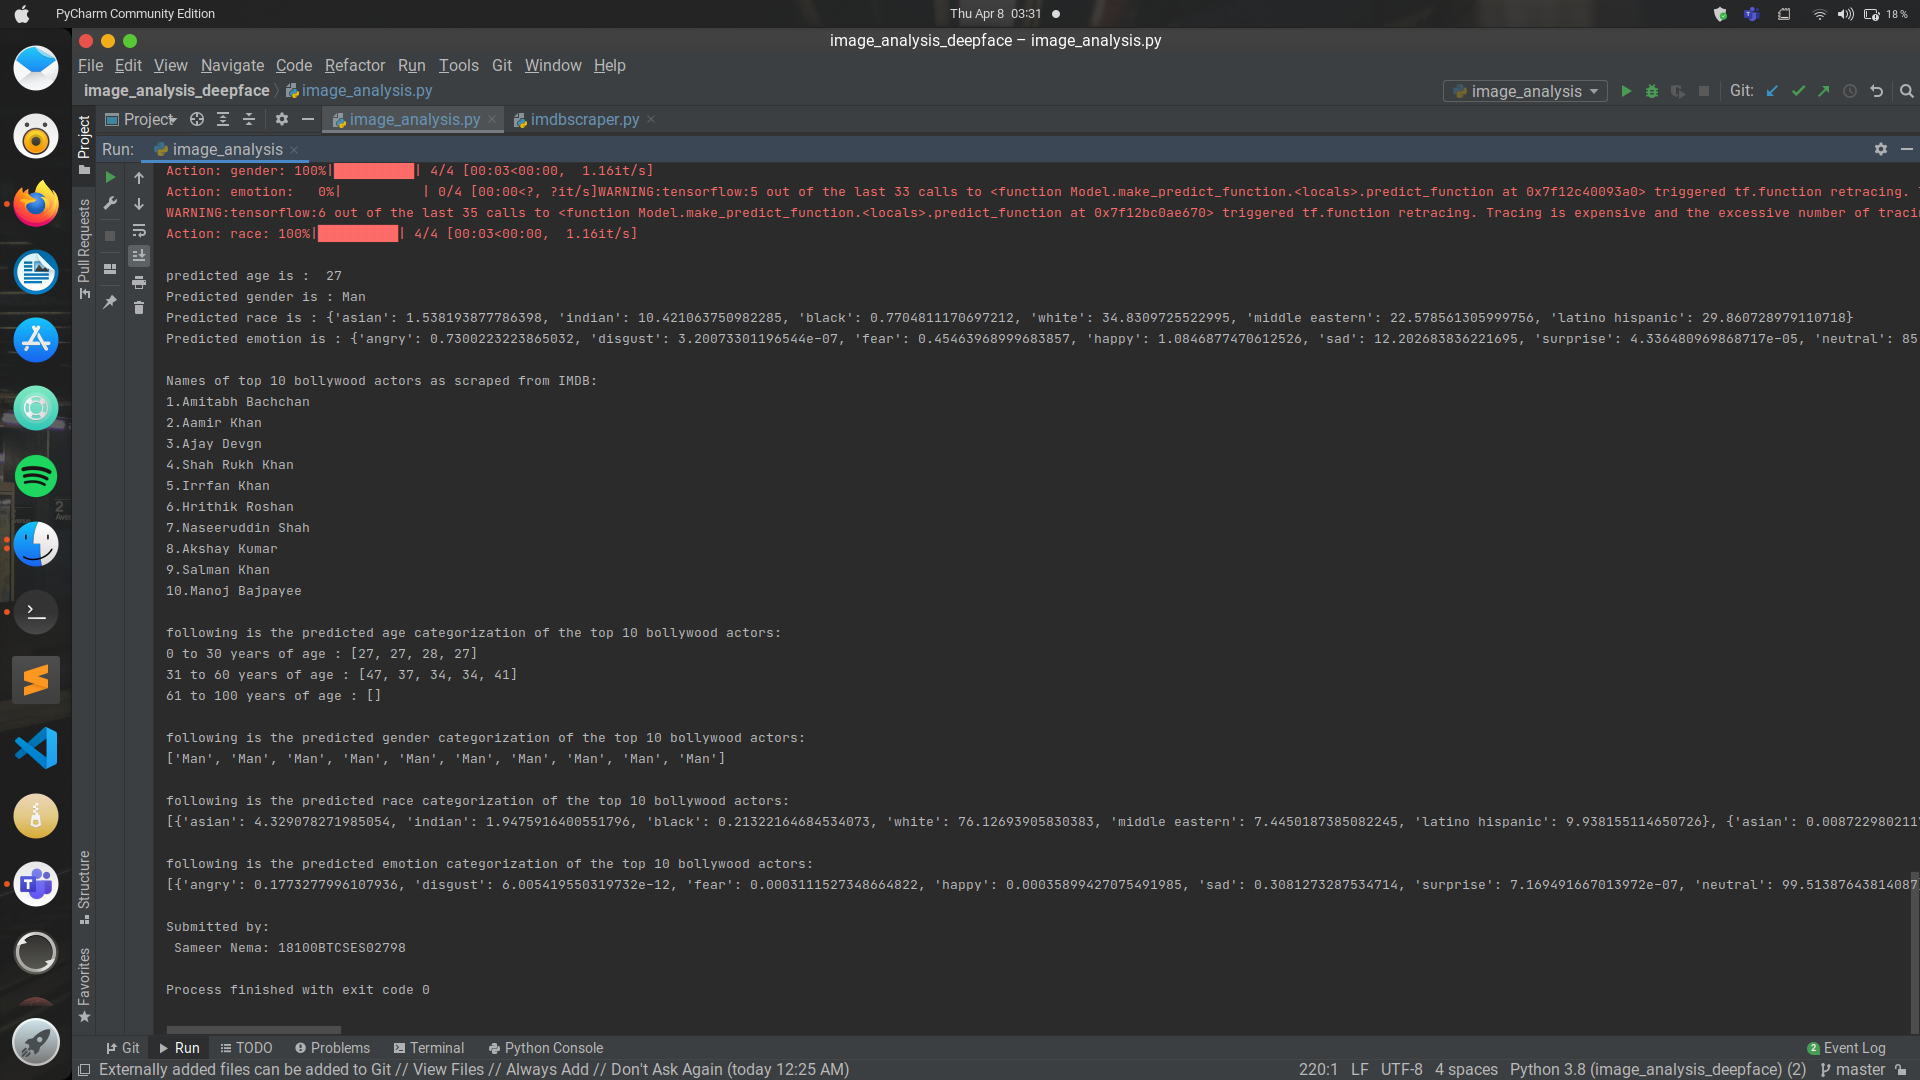 PyCharm Community Edition
Thu Apr 8 03:31
18 %
image_analysis_deepface – image_analysis.py
File Edit View Navigate Code Refactor Run Tools Git Window Help
image_analysis_deepface image_analysis.py
image_analysis Git:
Project image_analysis.py imdbscraper.py
Run: image_analysis
Project
Pull Requests
Structure
Favorites
Action: gender: 100%|██████████| 4/4 [00:03<00:00, 1.16it/s]
Action: emotion: 0%| | 0/4 [00:00<?, ?it/s]WARNING:tensorflow:5 out of the last 33 calls to <function Model.make_predict_function.<locals>.predict_function at 0x7f12c40093a0> triggered tf.function retracing.
WARNING:tensorflow:6 out of the last 35 calls to <function Model.make_predict_function.<locals>.predict_function at 0x7f12bc0ae670> triggered tf.function retracing. Tracing is expensive and the excessive number of traci
Action: race: 100%|██████████| 4/4 [00:03<00:00, 1.16it/s]
predicted age is : 27
Predicted gender is : Man
Predicted race is : {'asian': 1.538193877786398, 'indian': 10.421063750982285, 'black': 0.7704811170697212, 'white': 34.8309725522995, 'middle eastern': 22.578561305999756, 'latino hispanic': 29.860728979110718}
Predicted emotion is : {'angry': 0.7300223223865032, 'disgust': 3.20073301196544e-07, 'fear': 0.45463968999683857, 'happy': 1.0846877470612526, 'sad': 12.202683836221695, 'surprise': 4.336480969868717e-05, 'neutral': 85
Names of top 10 bollywood actors as scraped from IMDB:
1.Amitabh Bachchan
2.Aamir Khan
3.Ajay Devgn
4.Shah Rukh Khan
5.Irrfan Khan
6.Hrithik Roshan
7.Naseeruddin Shah
8.Akshay Kumar
9.Salman Khan
10.Manoj Bajpayee
following is the predicted age categorization of the top 10 bollywood actors:
0 to 30 years of age : [27, 27, 28, 27]
31 to 60 years of age : [47, 37, 34, 34, 41]
61 to 100 years of age : []
following is the predicted gender categorization of the top 10 bollywood actors:
['Man', 'Man', 'Man', 'Man', 'Man', 'Man', 'Man', 'Man', 'Man', 'Man']
following is the predicted race categorization of the top 10 bollywood actors:
[{'asian': 4.329078271985054, 'indian': 1.9475916400551796, 'black': 0.21322164684534073, 'white': 76.12693905830383, 'middle eastern': 7.4450187385082245, 'latino hispanic': 9.938155114650726}, {'asian': 0.008722980211
following is the predicted emotion categorization of the top 10 bollywood actors:
[{'angry': 0.1773277996107936, 'disgust': 6.005419550319732e-12, 'fear': 0.0003111527348664822, 'happy': 0.00035899427075491985, 'sad': 0.3081273287534714, 'surprise': 7.169491667013972e-07, 'neutral': 99.51387643814087
Submitted by:
Sameer Nema: 18100BTCSES02798
Process finished with exit code 0
Git Run TODO Problems Terminal Python Console 2 Event Log
Externally added files can be added to Git // View Files // Always Add // Don't Ask Again (today 12:25 AM) 220:1 LF UTF-8 4 spaces Python 3.8 (image_analysis_deepface) (2) master